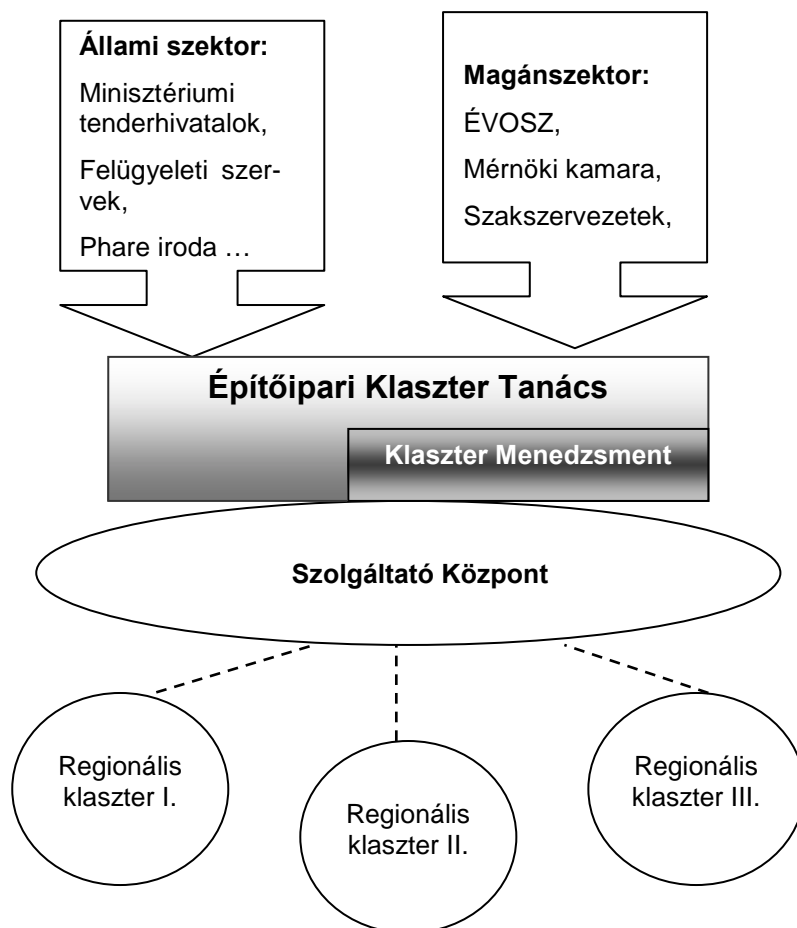 Állami szektor:
Minisztériumi
tenderhivatalok,
Felügyeleti szer-
vek,
Phare iroda …
Magánszektor:
ÉVOSZ,
Mérnöki kamara,
Szakszervezetek,
Építőipari Klaszter Tanács
Klaszter Menedzsment
Szolgáltató Központ
Regionális
klaszter I.
Regionális
klaszter II.
Regionális
klaszter III.